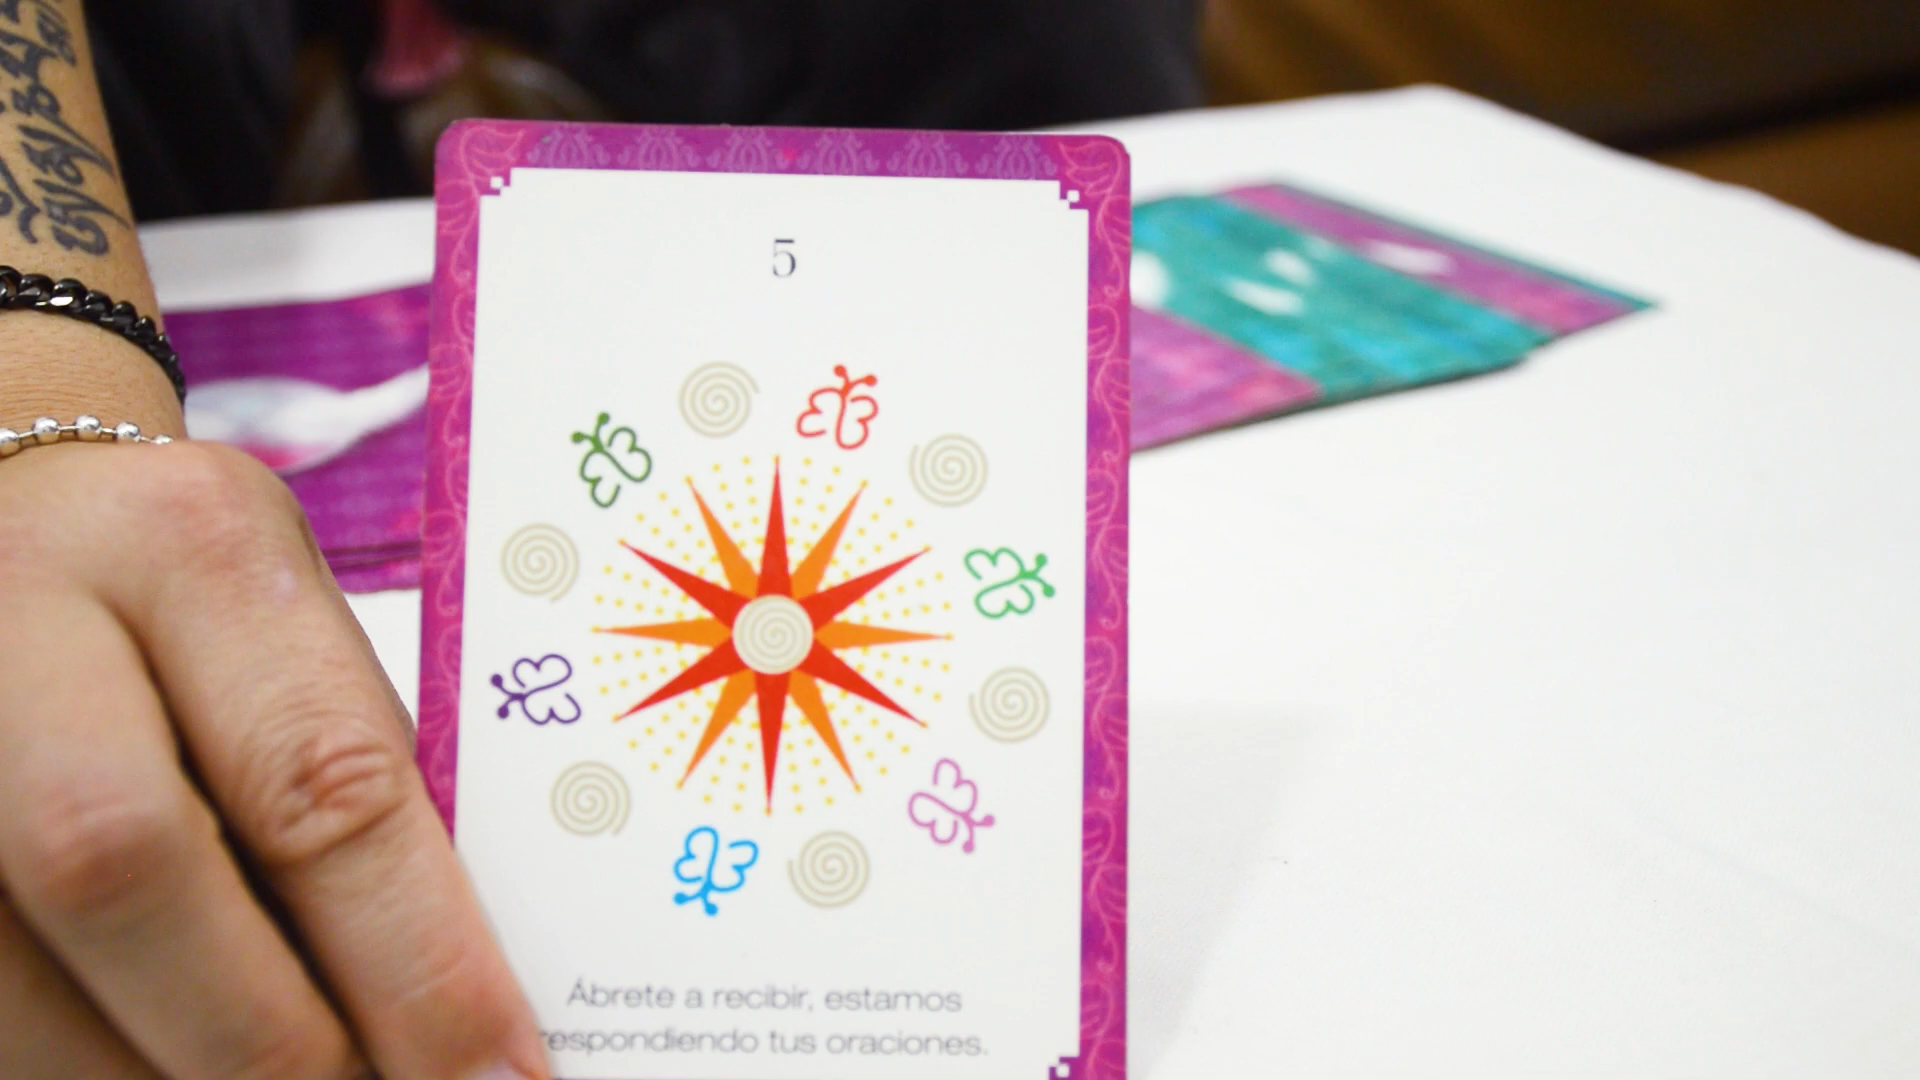 5
Ábrete a recibir, estamos
respondiendo tus oraciones.